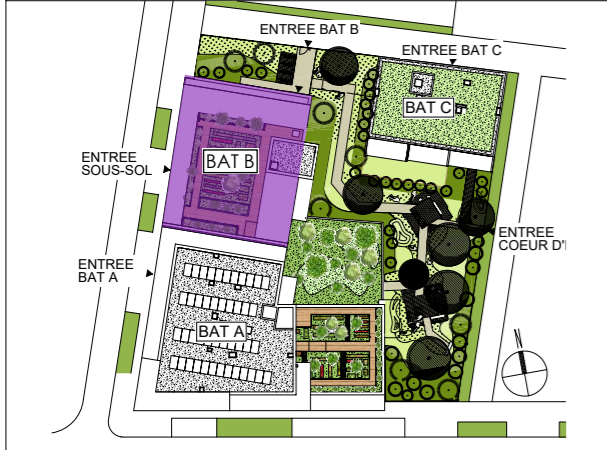 ENTREE BAT B
ENTREE BAT C
BAT C
BAT B
ENTREE
SOUS-SOL
ENTREE
COEUR D'
ENTREE
BAT A
BAT A
N